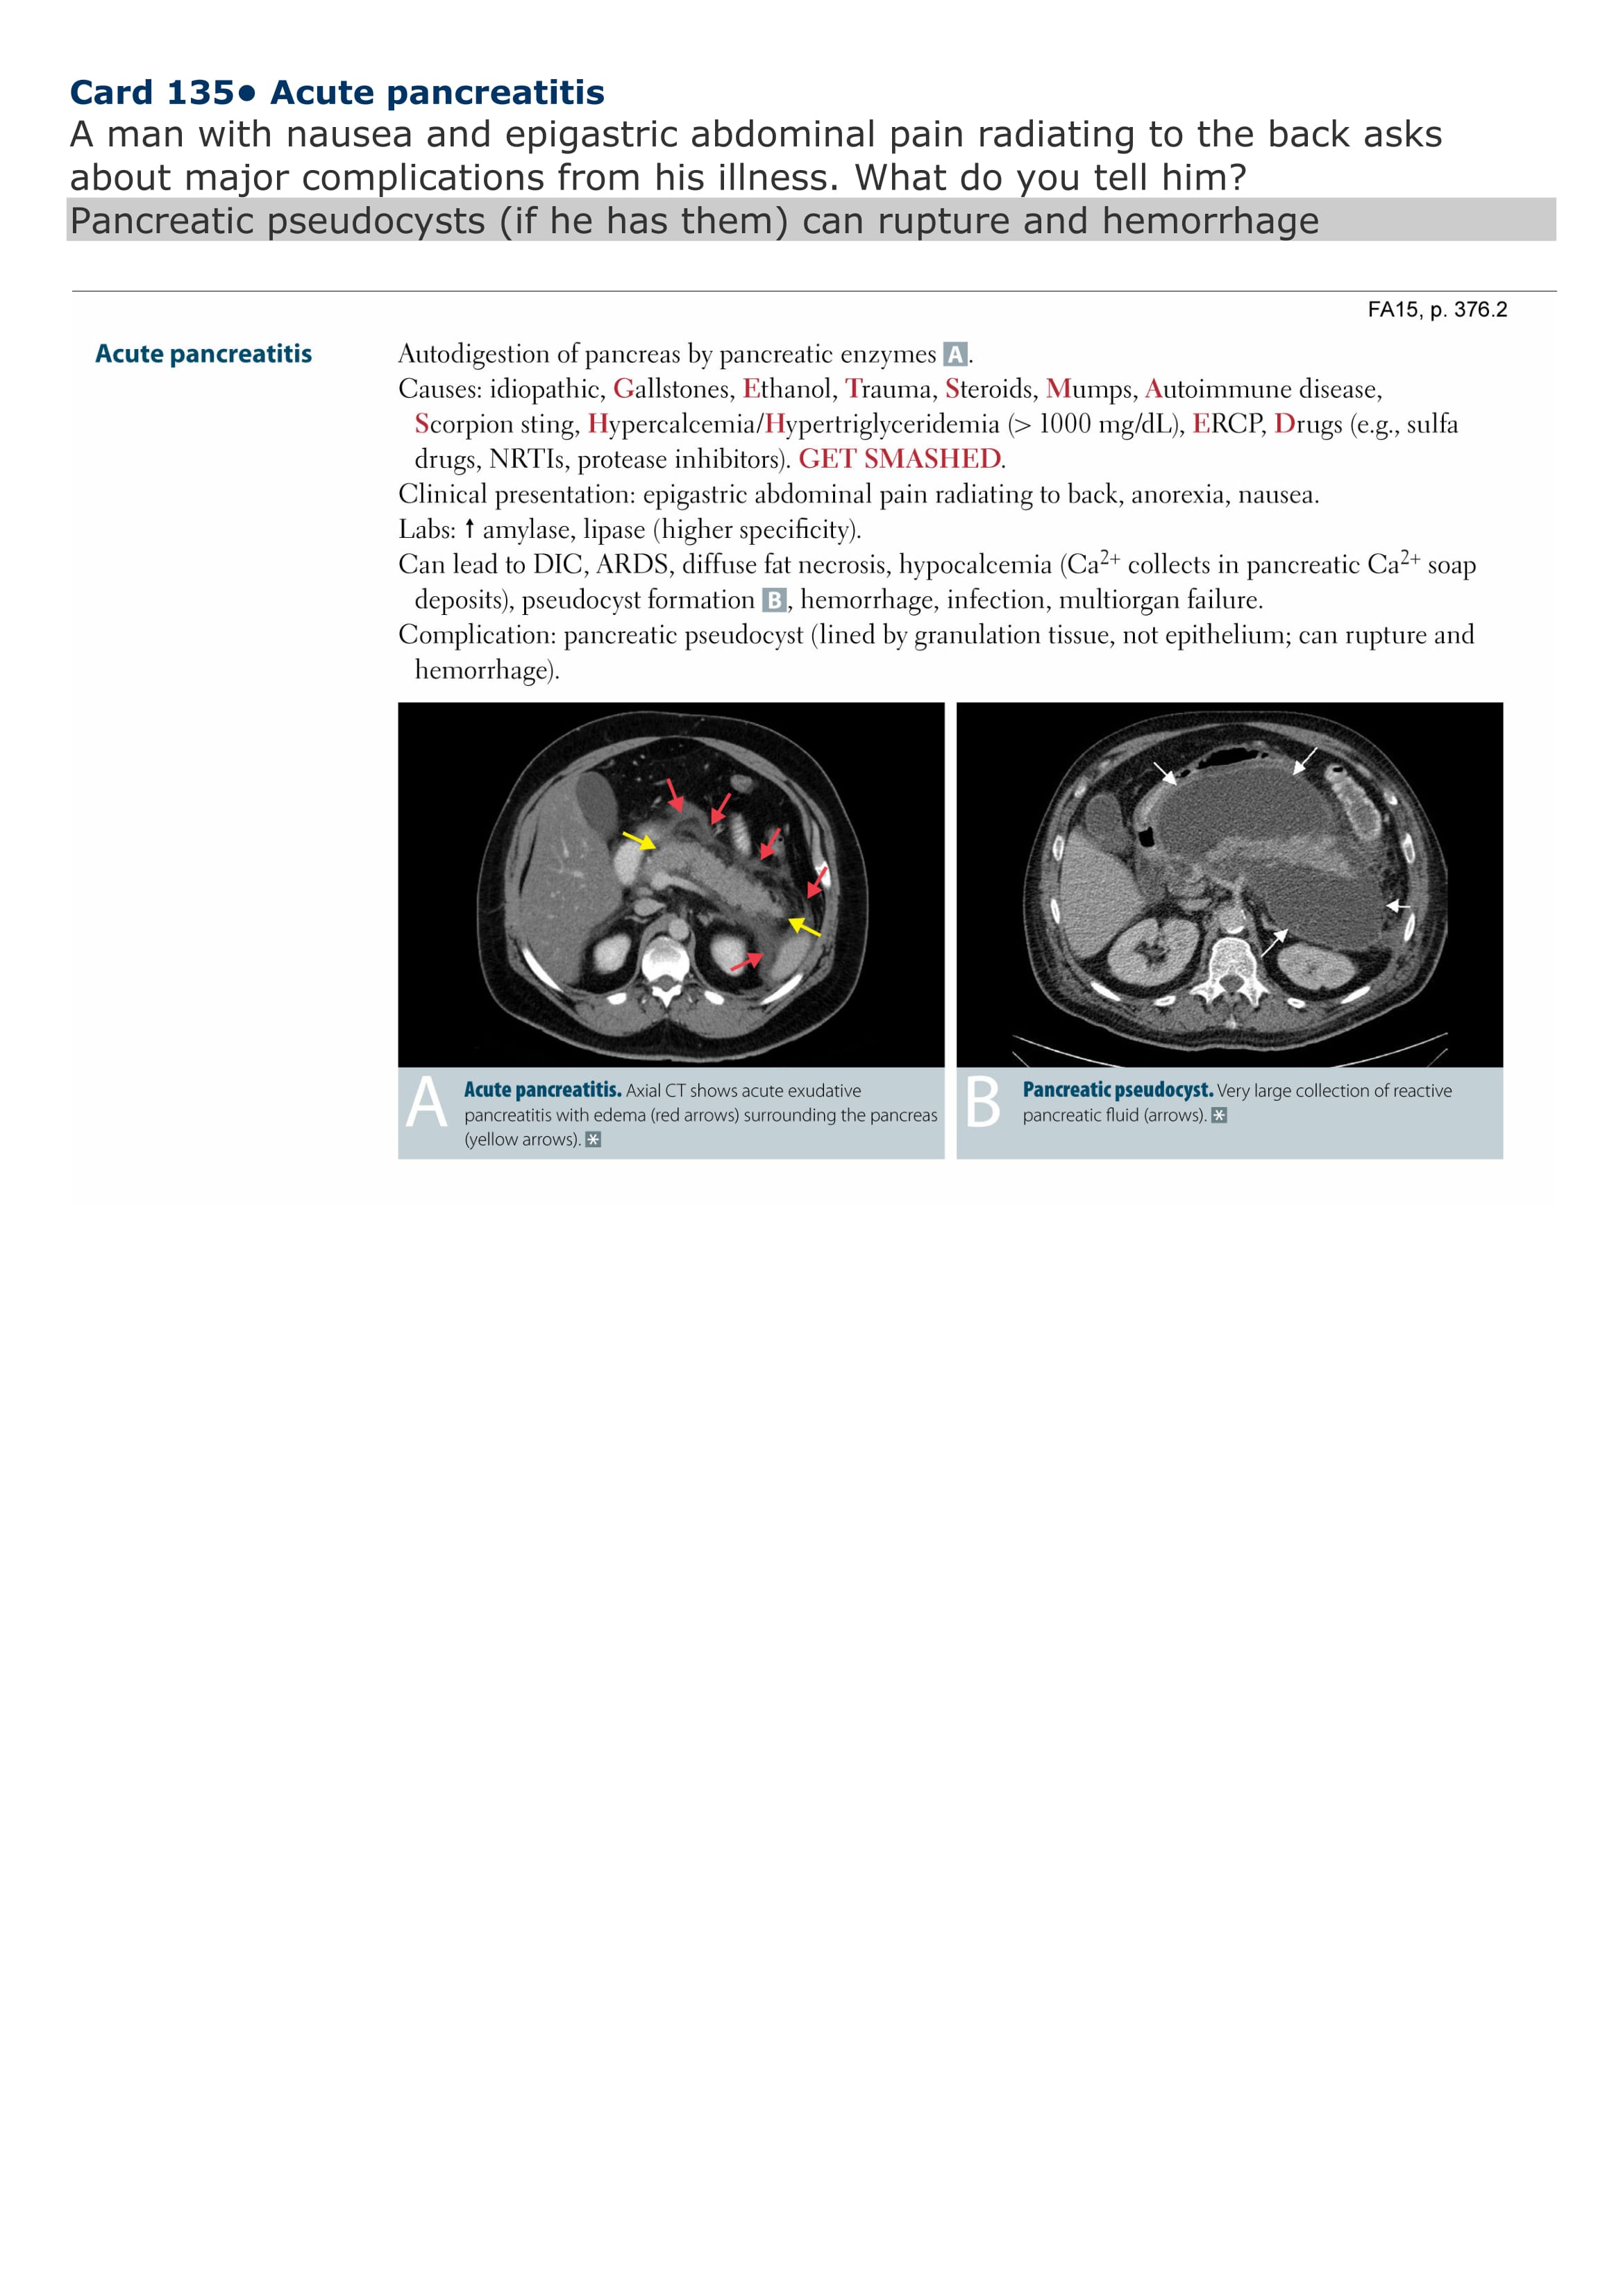 Card 135• Acute pancreatitis
A man with nausea and epigastric abdominal pain radiating to the back asks
about major complications from his illness. What do you tell him?
Pancreatic pseudocysts (if he has them) can rupture and hemorrhage
FA15, p. 376.2
Acute pancreatitis
Autodigestion of pancreas by pancreatic enzymes A.
Causes: idiopathic, Gallstones, Ethanol, Trauma, Steroids, Mumps, Autoimmune disease,
Scorpion sting, Hypercalcemia/Hypertriglyceridemia (> 1000 mg/dL), ERCP, Drugs (e.g., sulfa
drugs, NRTIs, protease inhibitors). GET SMASHED.
Clinical presentation: epigastric abdominal pain radiating to back, anorexia, nausea.
Labs: ↑ amylase, lipase (higher specificity).
Can lead to DIC, ARDS, diffuse fat necrosis, hypocalcemia (Ca²⁺ collects in pancreatic Ca²⁺ soap
deposits), pseudocyst formation B, hemorrhage, infection, multiorgan failure.
Complication: pancreatic pseudocyst (lined by granulation tissue, not epithelium; can rupture and
hemorrhage).
A
Acute pancreatitis. Axial CT shows acute exudative
pancreatitis with edema (red arrows) surrounding the pancreas
(yellow arrows). *
B
Pancreatic pseudocyst. Very large collection of reactive
pancreatic fluid (arrows). *